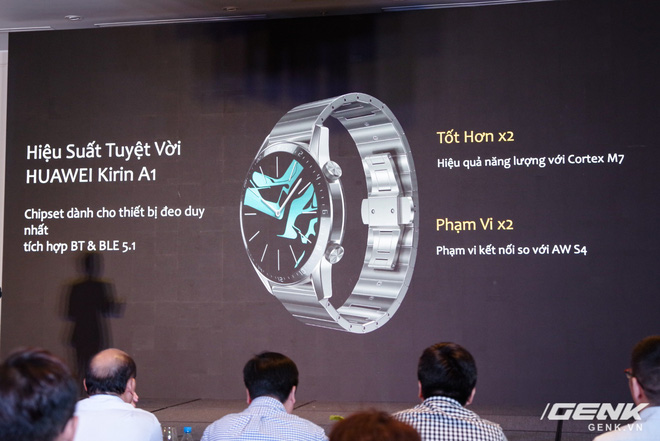 Hiệu Suất Tuyệt Vời
HUAWEI Kirin A1
Chipset dành cho thiết bị đeo duy
nhất
tích hợp BT & BLE 5.1
Tốt Hơn x2
Hiệu quả năng lượng với Cortex M7
Phạm Vi x2
Phạm vi kết nối so với AW S4
GENK
GENK.VN